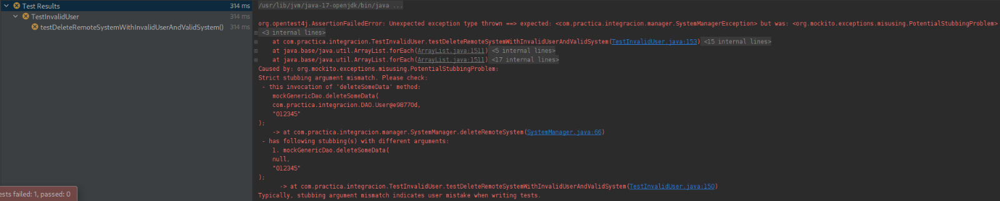 Test Results 314 ms
TestInvalidUser 314 ms
testDeleteRemoteSystemWithInvalidUserAndValidSystem() 314 ms
ests failed: 1, passed: 0
/usr/lib/jvm/java-17-openjdk/bin/java ...
org.opentest4j.AssertionFailedError: Unexpected exception type thrown ==> expected: <com.practica.integracion.manager.SystemManagerException> but was: <org.mockito.exceptions.misusing.PotentialStubbingProblem>
<3 internal lines>
at com.practica.integracion.TestInvalidUser.testDeleteRemoteSystemWithInvalidUserAndValidSystem(TestInvalidUser.java:153) <15 internal lines>
at java.base/java.util.ArrayList.forEach(ArrayList.java:1511) <5 internal lines>
at java.base/java.util.ArrayList.forEach(ArrayList.java:1511) <17 internal lines>
Caused by: org.mockito.exceptions.misusing.PotentialStubbingProblem:
Strict stubbing argument mismatch. Please check:
- this invocation of 'deleteSomeData' method:
mockGenericDao.deleteSomeData(
com.practica.integracion.DAO.User@e98770d,
"012345"
);
-> at com.practica.integracion.manager.SystemManager.deleteRemoteSystem(SystemManager.java:66)
- has following stubbing(s) with different arguments:
1. mockGenericDao.deleteSomeData(
null,
"012345"
);
-> at com.practica.integracion.TestInvalidUser.testDeleteRemoteSystemWithInvalidUserAndValidSystem(TestInvalidUser.java:150)
Typically, stubbing argument mismatch indicates user mistake when writing tests.